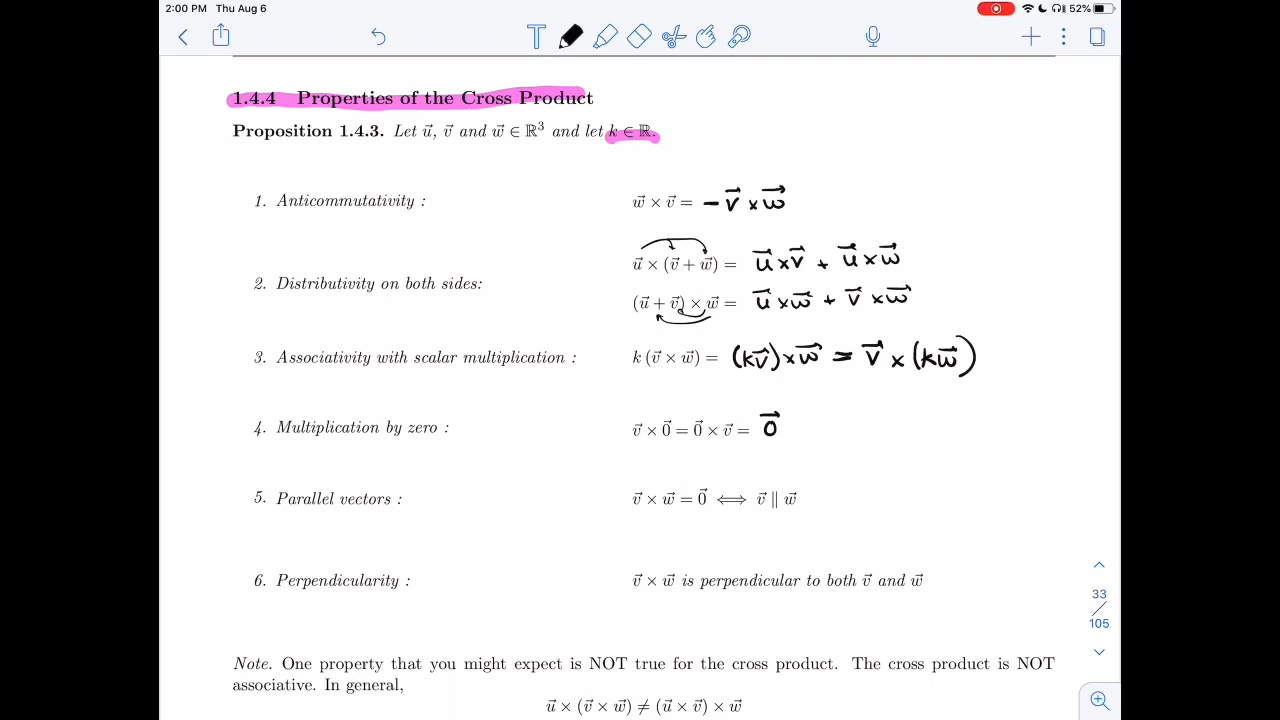 2:00 PM Thu Aug 6
52%
T
1.4.4 Properties of the Cross Product
Proposition 1.4.3. Let u⃗, v⃗ and w⃗ ∈ ℝ³ and let k ∈ ℝ.
1. Anticommutativity : w⃗ × v⃗ = −v⃗ × w⃗
u⃗ × (v⃗ + w⃗) = u⃗ × v⃗ + u⃗ × w⃗
2. Distributivity on both sides:
(u⃗ + v⃗) × w⃗ = u⃗ × w⃗ + v⃗ × w⃗
3. Associativity with scalar multiplication : k (v⃗ × w⃗) = (kv⃗) × w⃗ = v⃗ × (kw⃗)
4. Multiplication by zero : v⃗ × 0⃗ = 0⃗ × v⃗ = 0⃗
5. Parallel vectors : v⃗ × w⃗ = 0⃗ ⟺ v⃗ ∥ w⃗
6. Perpendicularity : v⃗ × w⃗ is perpendicular to both v⃗ and w⃗
33
105
Note. One property that you might expect is NOT true for the cross product. The cross product is NOT
associative. In general,
u⃗ × (v⃗ × w⃗) ≠ (u⃗ × v⃗) × w⃗